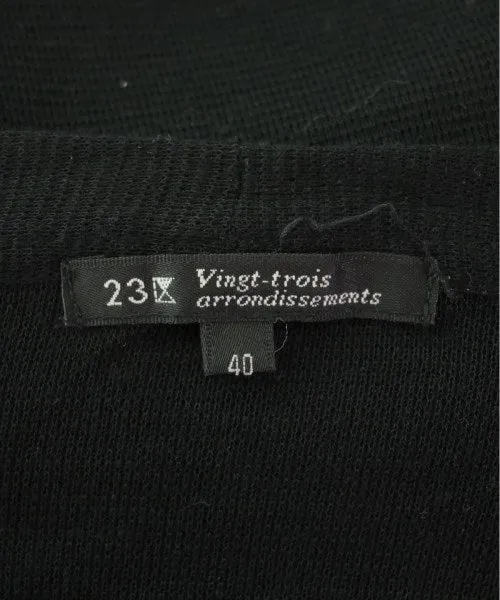 23区 Vingt-trois
arrondissements
40